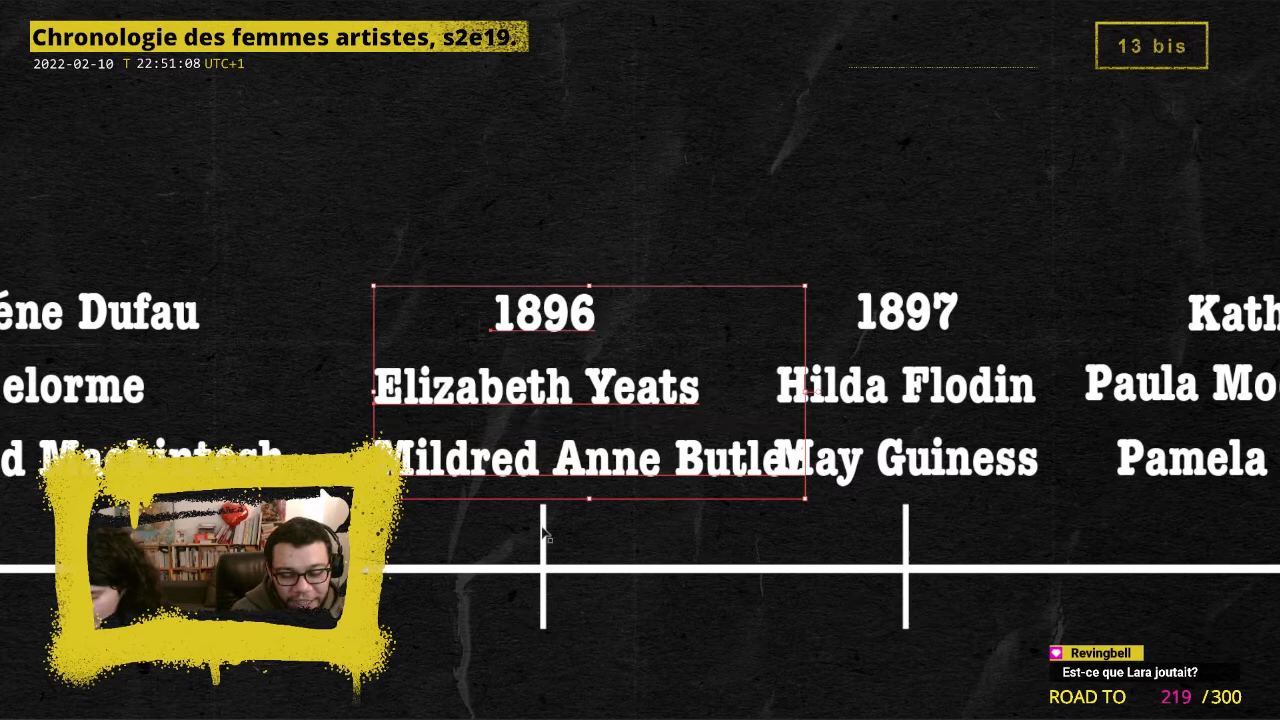 Chronologie des femmes artistes, s2e19.
2022-02-10 T 22:51:08 UTC+1
13 bis
1896
1897
éne Dufau
Kath
elorme
Elizabeth Yeats
Hilda Flodin
Paula Mo
d Mackintosh
Mildred Anne Butler
May Guiness
Pamela
Revingbell
Est-ce que Lara joutait?
ROAD TO 219 /300